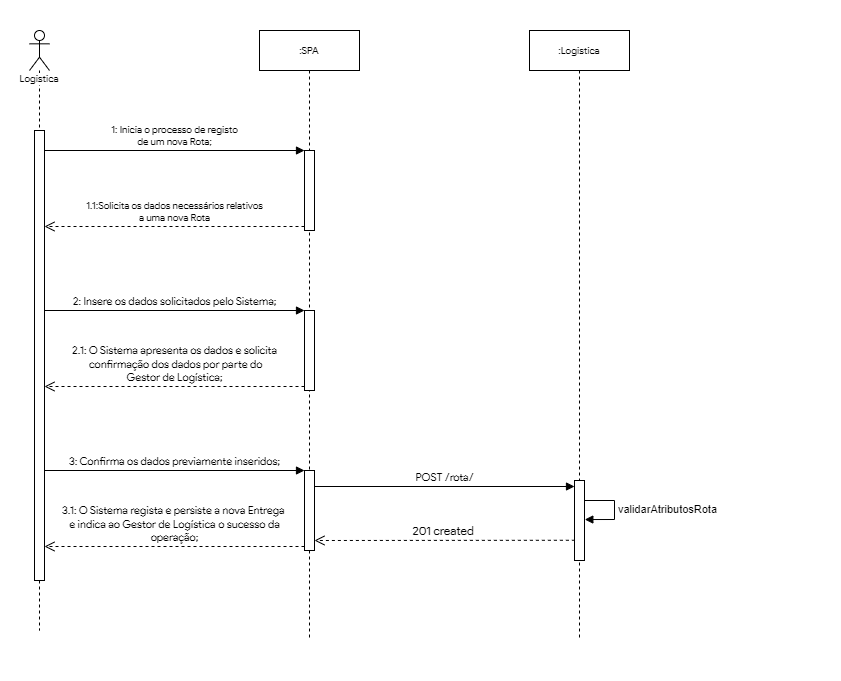 :SPA
:Logística
Logística
1: Inicia o processo de registo
de um nova Rota;
1.1:Solicita os dados necessários relativos
a uma nova Rota
2: Insere os dados solicitados pelo Sistema;
2.1: O Sistema apresenta os dados e solicita
confirmação dos dados por parte do
Gestor de Logística;
3: Confirma os dados previamente inseridos;
POST /rota/
validarAtributosRota
3.1: O Sistema regista e persiste a nova Entrega
e indica ao Gestor de Logística o sucesso da
operação;
201 created